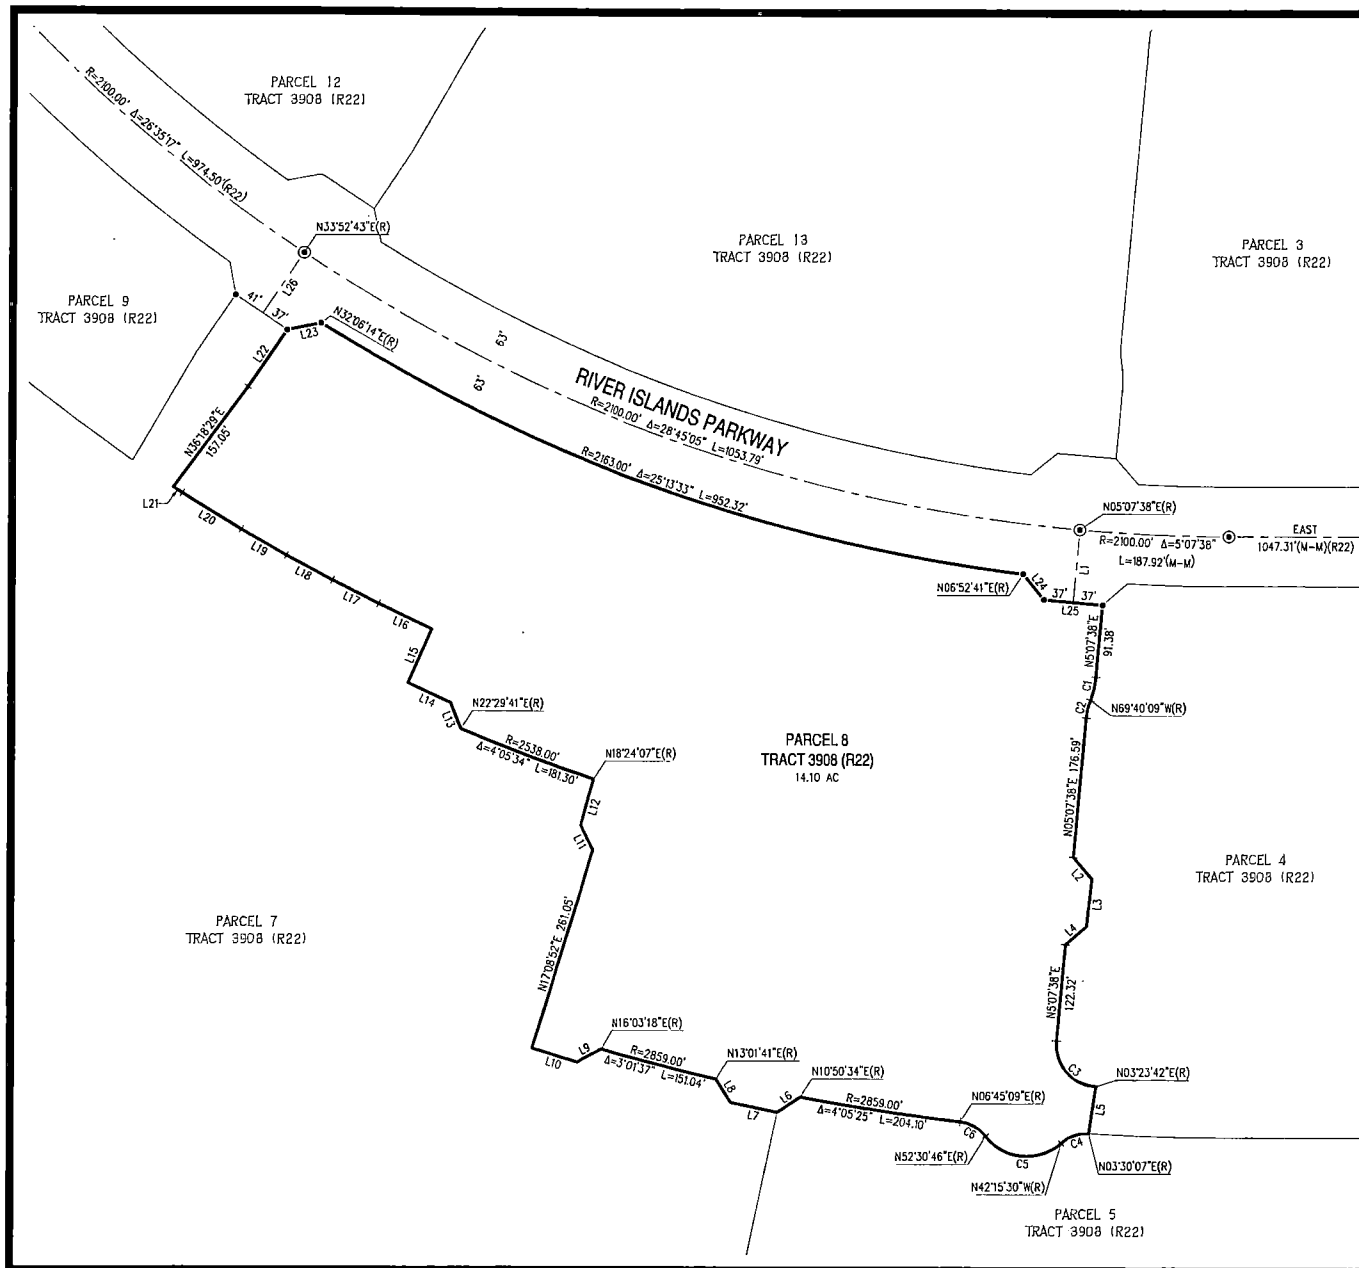 PARCEL 12
TRACT 3908 (R22)
R=2100.00' Δ=26°35'17" L=974.50'(R22)
N33°52'43"E(R)
PARCEL 13
TRACT 3908 (R22)
PARCEL 3
TRACT 3908 (R22)
L26
41'
37'
PARCEL 9
TRACT 3908 (R22)
L23
N32°06'14"E(R)
L22
63'
63'
RIVER ISLANDS PARKWAY
R=2100.00' Δ=28°45'05" L=1053.79'
R=2163.00' Δ=25°13'33" L=952.32'
N36°18'29"E
157.05'
L21
L20
L19
L18
L17
L16
L15
L14
L13
N05°07'38"E(R)
R=2100.00' Δ=5°07'38"
L=187.92'(M-M)
EAST
1047.31'(M-M)(R22)
L1
L24
N06°52'41"E(R)
37'
37'
L25
N5°07'38"E
91.38'
C1
C2
N69°40'09"W(R)
N22°29'41"E(R)
R=2538.00'
Δ=4°05'34" L=181.30'
N18°24'07"E(R)
PARCEL 8
TRACT 3908 (R22)
14.10 AC
N05°07'38"E 176.59'
L12
L11
L2
L3
L4
PARCEL 4
TRACT 3908 (R22)
PARCEL 7
TRACT 3908 (R22)
N17°08'52"E 261.05'
N5°07'38"E
122.32'
N16°03'18"E(R)
L10
L9
R=2859.00'
Δ=3°01'37" L=151.04'
N13°01'41"E(R)
L8
L7
L6
N10°50'34"E(R)
R=2859.00'
Δ=4°05'25" L=204.10'
N06°45'09"E(R)
C3
N03°23'42"E(R)
L5
C6
N52°30'46"E(R)
C5
C4
N42°15'30"W(R)
N03°30'07"E(R)
PARCEL 5
TRACT 3908 (R22)